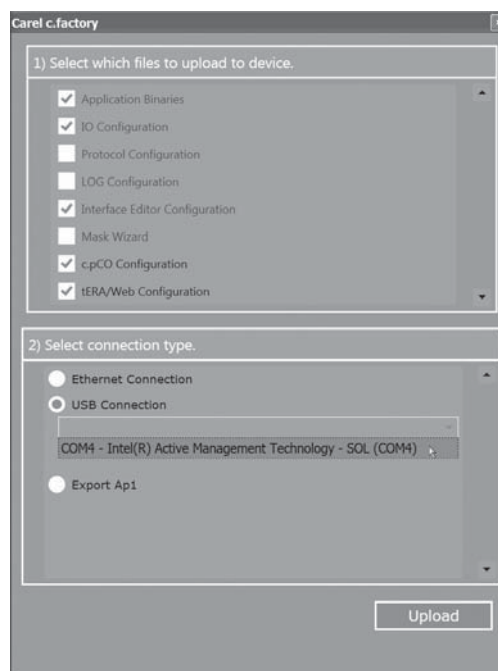 Carel c.factory
1) Select which files to upload to device.
Application Binaries
IO Configuration
Protocol Configuration
LOG Configuration
Interface Editor Configuration
Mask Wizard
c.pCO Configuration
tERA/Web Configuration
2) Select connection type.
Ethernet Connection
USB Connection
COM4 - Intel(R) Active Management Technology - SOL (COM4)
Export Ap1
Upload